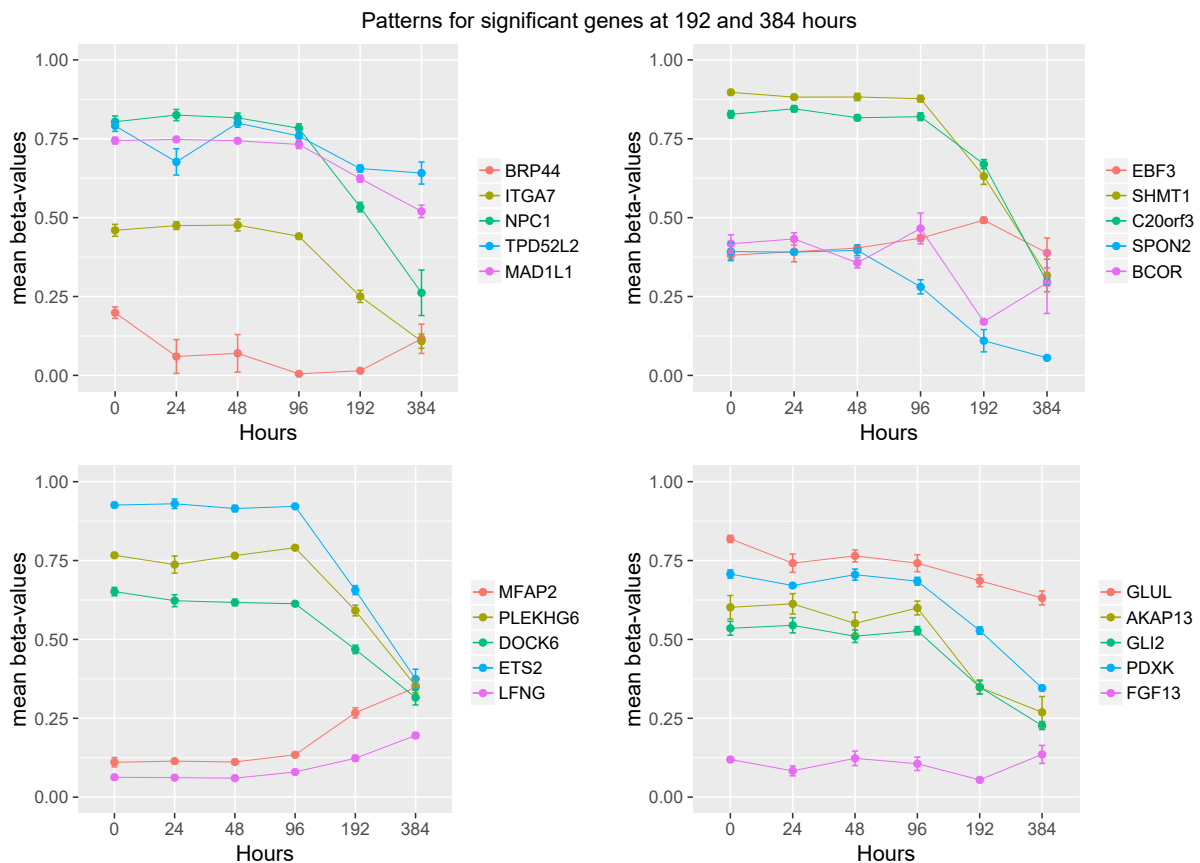 Patterns for significant genes at 192 and 384 hours
mean beta-values
1.00
0.75
0.50
0.25
0.00
0 24 48 96 192 384
Hours
BRP44
ITGA7
NPC1
TPD52L2
MAD1L1
mean beta-values
1.00
0.75
0.50
0.25
0.00
0 24 48 96 192 384
Hours
EBF3
SHMT1
C20orf3
SPON2
BCOR
mean beta-values
1.00
0.75
0.50
0.25
0.00
0 24 48 96 192 384
Hours
MFAP2
PLEKHG6
DOCK6
ETS2
LFNG
mean beta-values
1.00
0.75
0.50
0.25
0.00
0 24 48 96 192 384
Hours
GLUL
AKAP13
GLI2
PDXK
FGF13